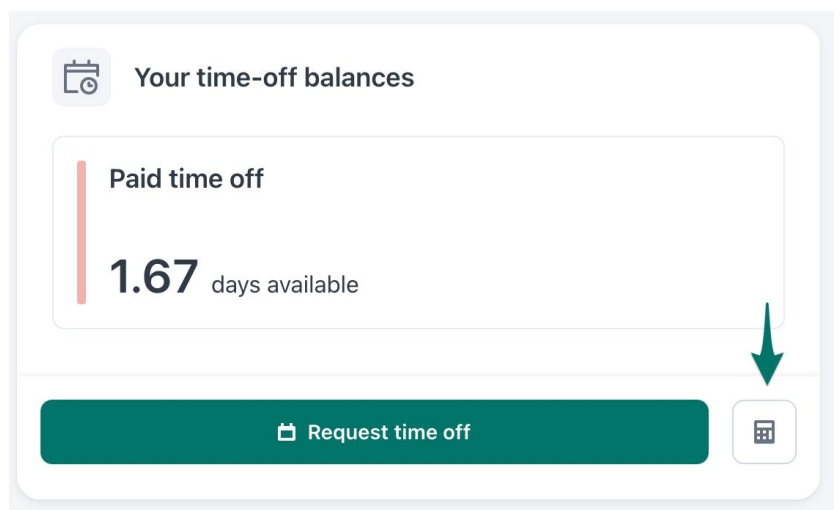 Your time-off balances
Paid time off
1.67 days available
Request time off